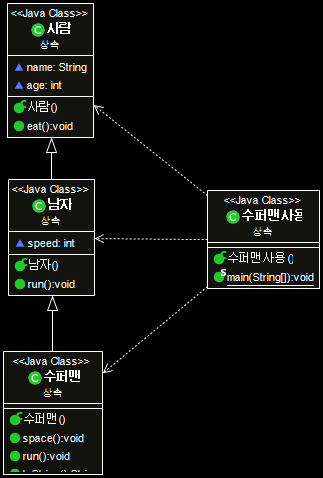 <<Java Class>>
사람
상속
name: String
age: int
사람()
eat():void
<<Java Class>>
남자
상속
speed: int
남자()
run():void
<<Java Class>>
수퍼맨사용
상속
수퍼맨사용()
main(String[]):void
<<Java Class>>
수퍼맨
상속
수퍼맨()
space():void
run():void